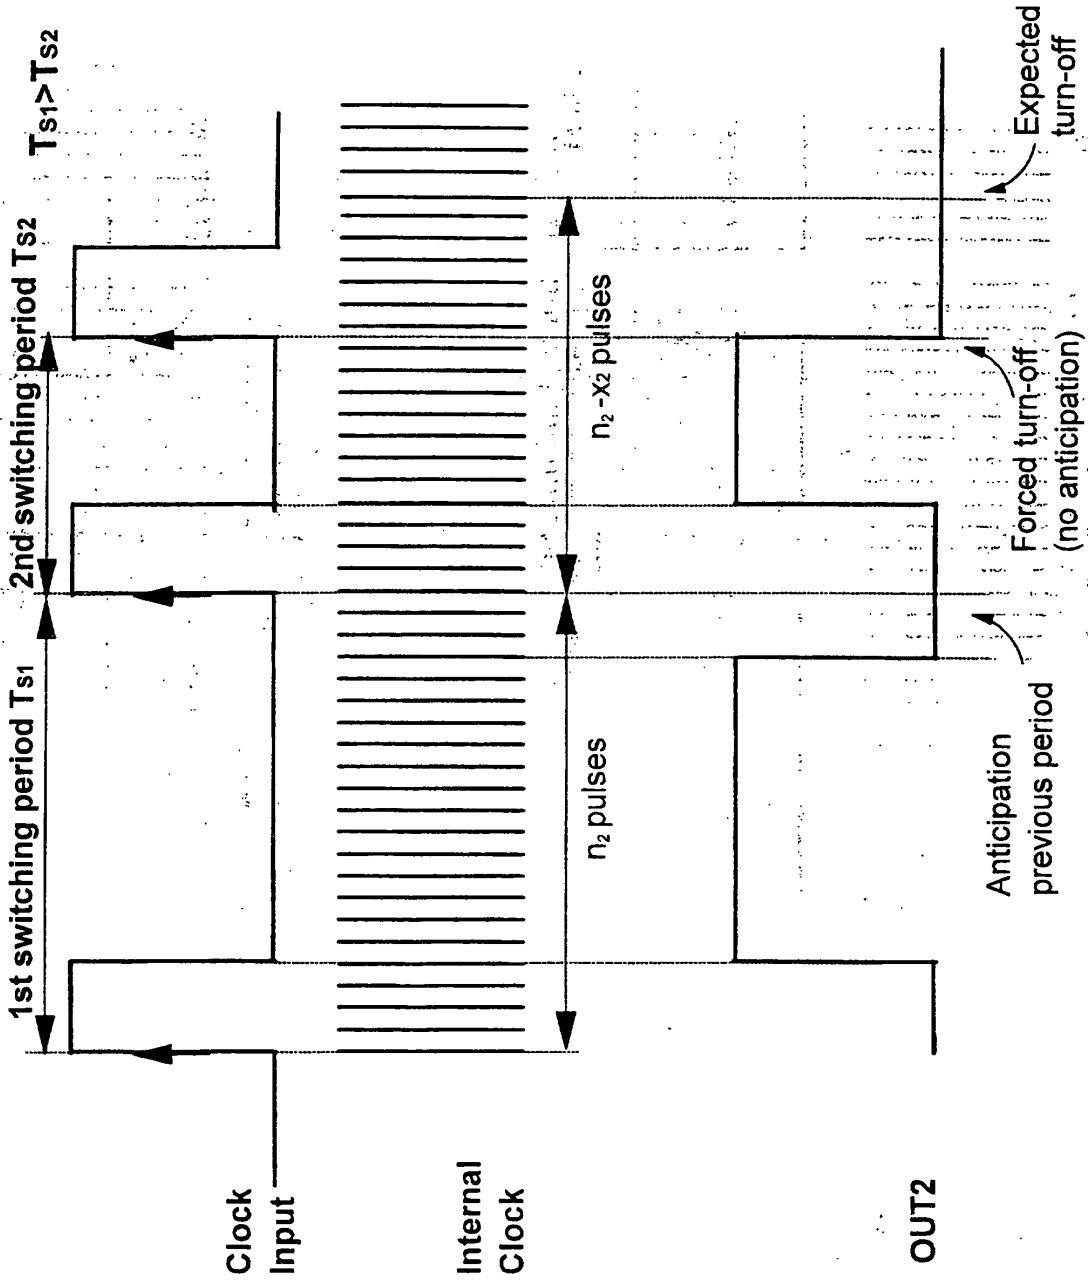 1st switching period TS1
2nd switching period TS2
TS1>TS2
Clock
Input
Internal
Clock
n2 pulses
n2-x2 pulses
OUT2
Anticipation
previous period
Forced turn-off
(no anticipation)
Expected
turn-off